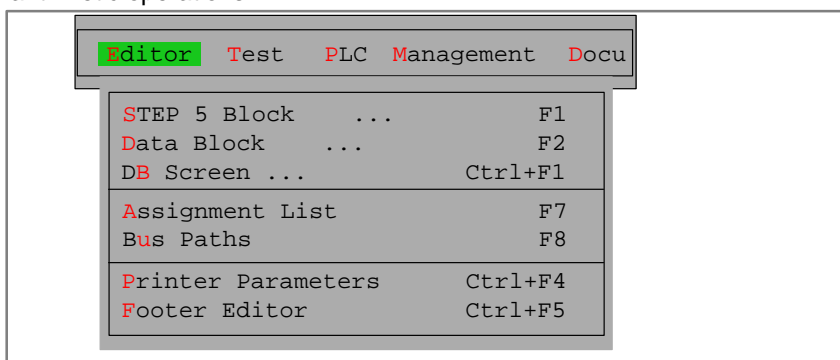 Editor Test PLC Management Docu
STEP 5 Block ... F1
Data Block ... F2
DB Screen ... Ctrl+F1
Assignment List F7
Bus Paths F8
Printer Parameters Ctrl+F4
Footer Editor Ctrl+F5